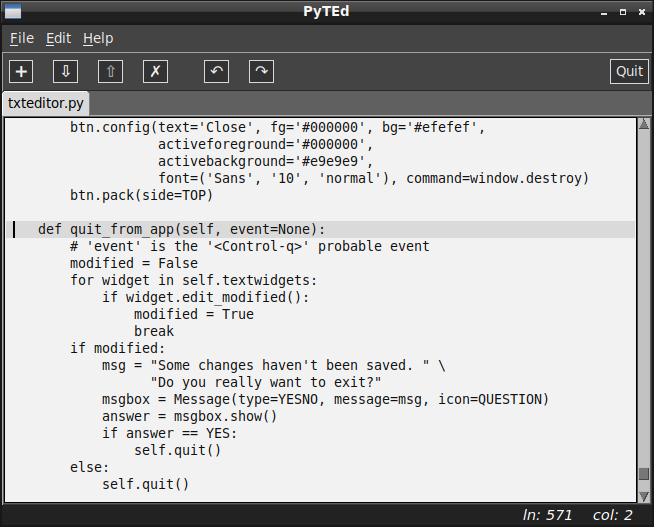 PyTEd
File Edit Help
Quit
txteditor.py
        btn.config(text='Close', fg='#000000', bg='#efefef',
                   activeforeground='#000000',
                   activebackground='#e9e9e9',
                   font=('Sans', '10', 'normal'), command=window.destroy)
        btn.pack(side=TOP)

    def quit_from_app(self, event=None):
        # 'event' is the '<Control-q>' probable event
        modified = False
        for widget in self.textwidgets:
            if widget.edit_modified():
                modified = True
                break
        if modified:
            msg = "Some changes haven't been saved. " \
                  "Do you really want to exit?"
            msgbox = Message(type=YESNO, message=msg, icon=QUESTION)
            answer = msgbox.show()
            if answer == YES:
                self.quit()
        else:
            self.quit()
ln: 571 col: 2